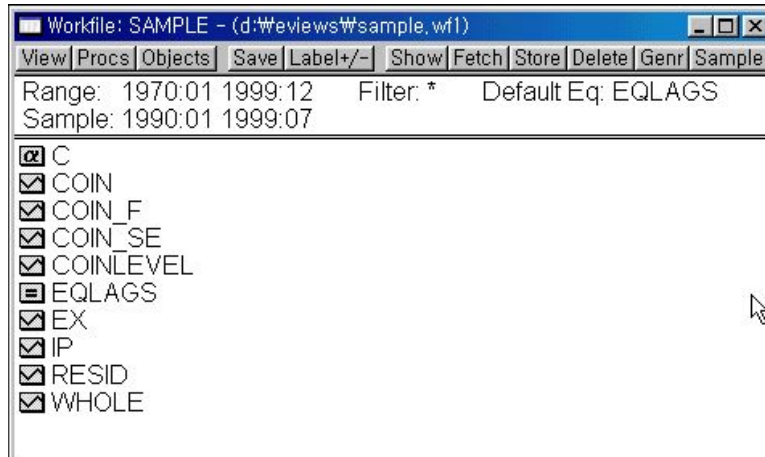 Workfile: SAMPLE - (d:₩eviews₩sample.wf1)
View Procs Objects Save Label+/- Show Fetch Store Delete Genr Sample
Range: 1970:01 1999:12 Filter: * Default Eq: EQLAGS
Sample: 1990:01 1999:07
α C
COIN
COIN_F
COIN_SE
COINLEVEL
= EQLAGS
EX
IP
RESID
WHOLE